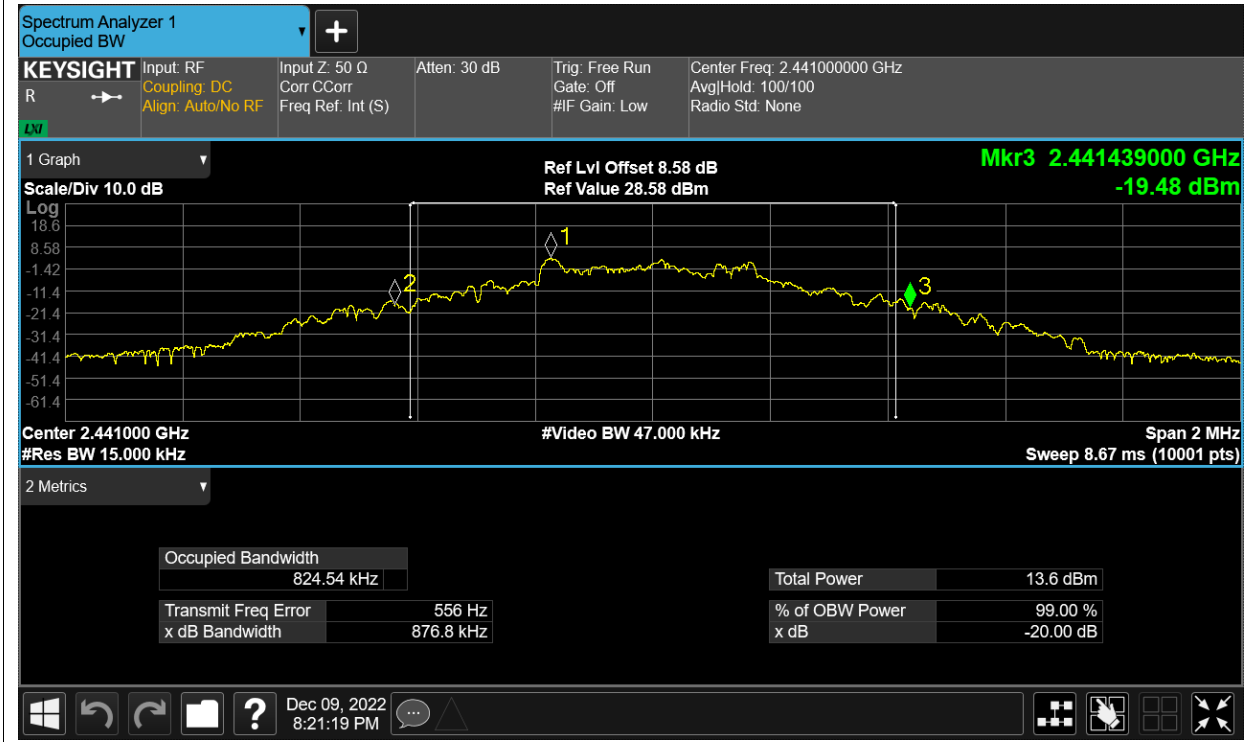 Spectrum Analyzer 1
Occupied BW
KEYSIGHT Input: RF Input Z: 50 Ω Atten: 30 dB Trig: Free Run Center Freq: 2.441000000 GHz
R Coupling: DC Corr CCorr Gate: Off Avg|Hold: 100/100
Align: Auto/No RF Freq Ref: Int (S) #IF Gain: Low Radio Std: None
LXI
1 Graph Ref Lvl Offset 8.58 dB Mkr3 2.441439000 GHz
Scale/Div 10.0 dB Ref Value 28.58 dBm -19.48 dBm
Log
18.6
8.58
-1.42
-11.4
-21.4
-31.4
-41.4
-51.4
-61.4
1
2
3
Center 2.441000 GHz #Video BW 47.000 kHz Span 2 MHz
#Res BW 15.000 kHz Sweep 8.67 ms (10001 pts)
2 Metrics
Occupied Bandwidth
824.54 kHz Total Power 13.6 dBm
Transmit Freq Error 556 Hz % of OBW Power 99.00 %
x dB Bandwidth 876.8 kHz x dB -20.00 dB
? Dec 09, 2022
8:21:19 PM